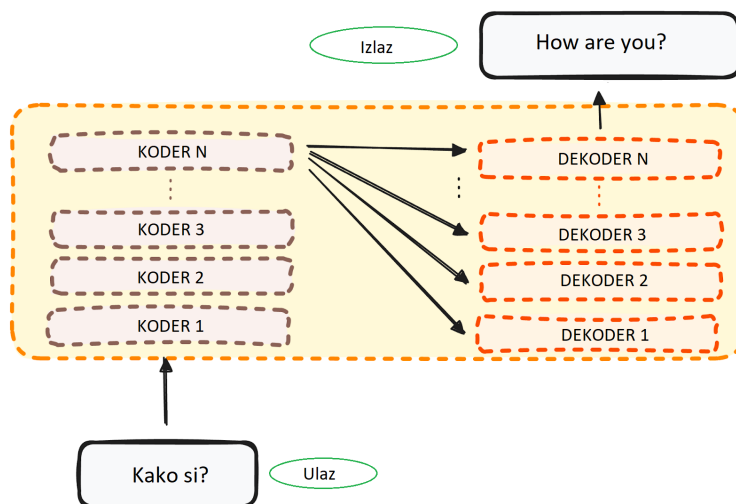 Izlaz
How are you?
KODER N
DEKODER N
KODER 3
DEKODER 3
KODER 2
DEKODER 2
KODER 1
DEKODER 1
Kako si?
Ulaz